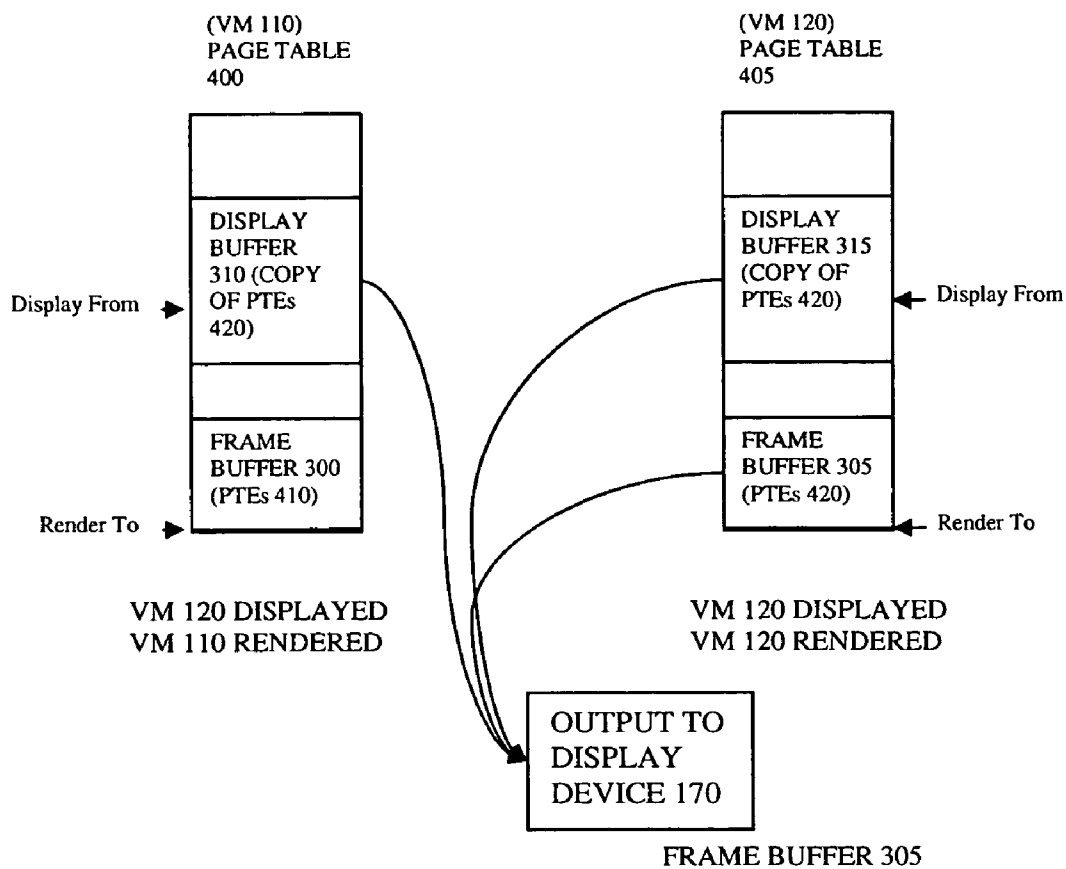 (VM 110)
PAGE TABLE
400
(VM 120)
PAGE TABLE
405
DISPLAY
BUFFER
310 (COPY
OF PTEs
420)
DISPLAY
BUFFER 315
(COPY OF
PTEs 420)
Display From
Display From
FRAME
BUFFER 300
(PTEs 410)
FRAME
BUFFER 305
(PTEs 420)
Render To
Render To
VM 120 DISPLAYED
VM 110 RENDERED
VM 120 DISPLAYED
VM 120 RENDERED
OUTPUT TO
DISPLAY
DEVICE 170
FRAME BUFFER 305